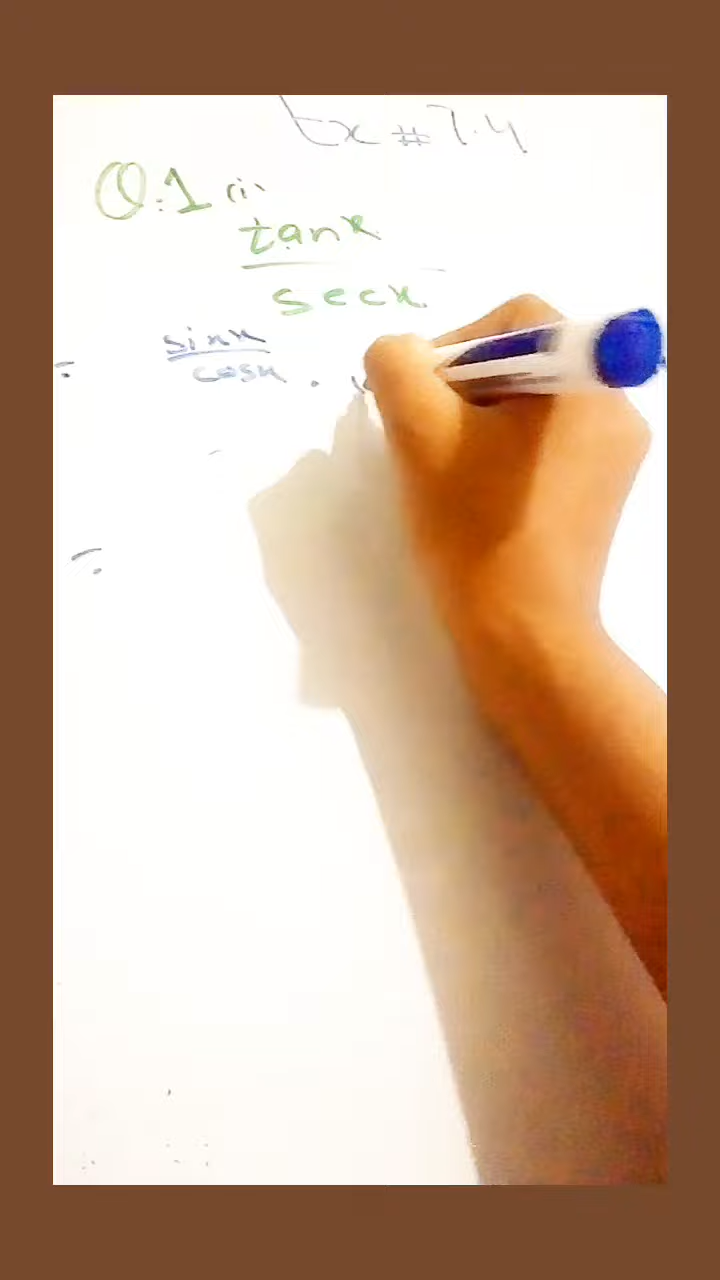 Ex # 7.4
Q.1 (i)
tanx
secx
= sinx
cosx .
=